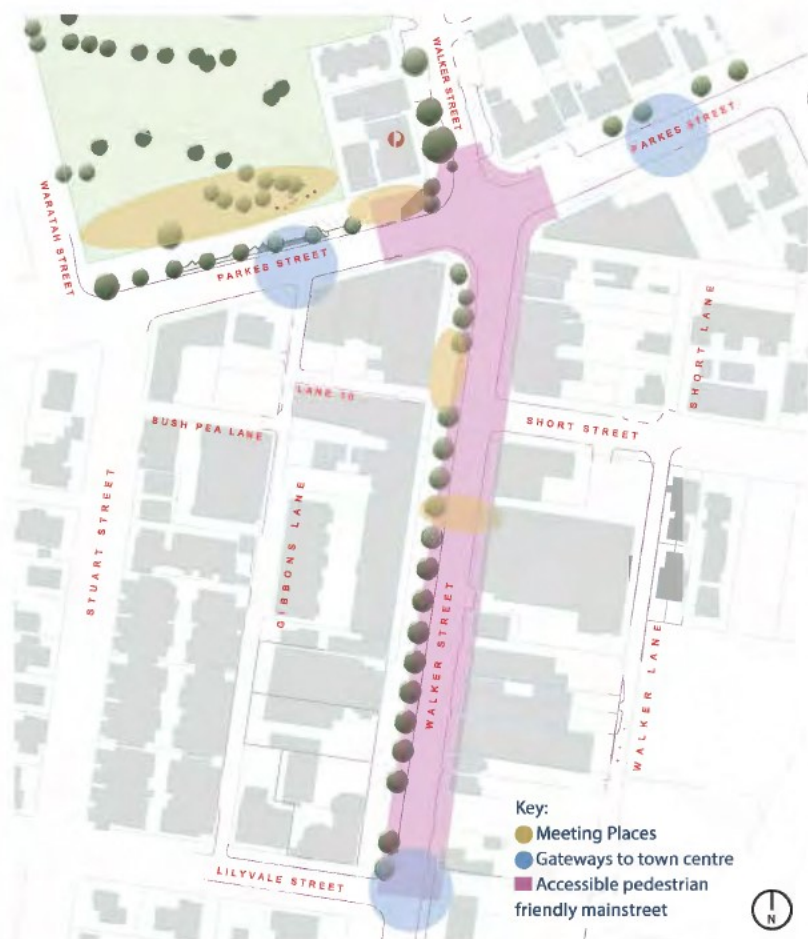 WALKER STREET
PARKES STREET
WARATAH STREET
PARKES STREET
SHORT LANE
LANE 10
BUSH PEA LANE
SHORT STREET
STUART STREET
GIBBONS LANE
WALKER STREET
WALKER LANE
LILYVALE STREET
Key:
Meeting Places
Gateways to town centre
Accessible pedestrian
friendly mainstreet
N